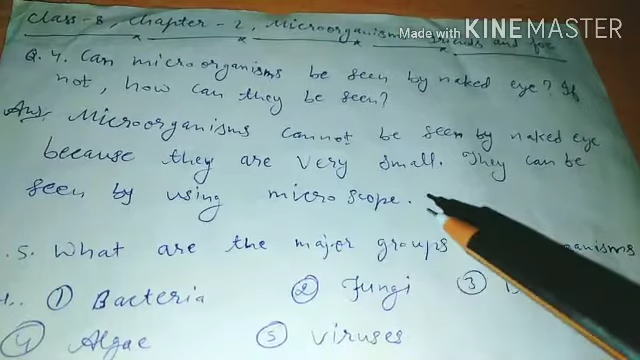 Class-8, Chapter-2, Microorganisms Friends and foe
Made with KINEMASTER
Q.4. Can microorganisms be seen by naked eye? If
not, how can they be seen?
Ans. Microorganisms cannot be seen by naked eye
because they are very small. They can be
seen by using microscope.
.5. What are the major groups
① Bacteria ② Fungi ③
④ Algae ⑤ Viruses